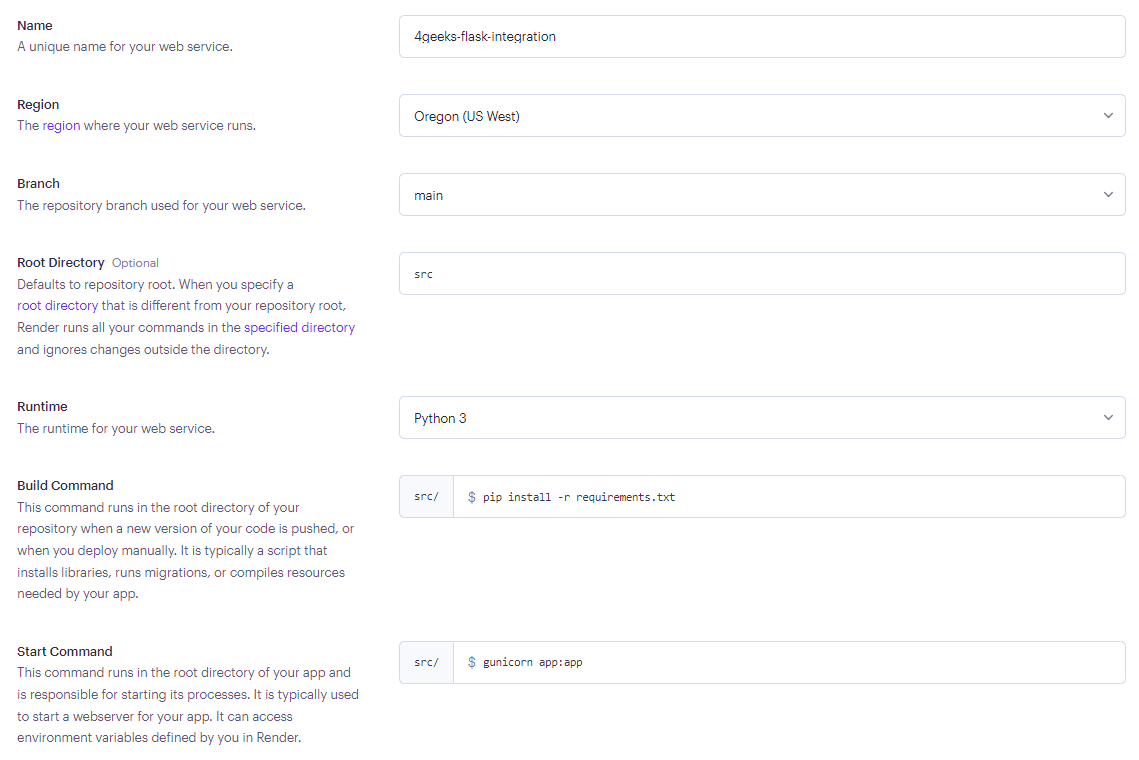 Name
A unique name for your web service.
4geeks-flask-integration
Region
The region where your web service runs.
Oregon (US West)
Branch
The repository branch used for your web service.
main
Root Directory Optional
Defaults to repository root. When you specify a
root directory that is different from your repository root,
Render runs all your commands in the specified directory
and ignores changes outside the directory.
src
Runtime
The runtime for your web service.
Python 3
Build Command
This command runs in the root directory of your
repository when a new version of your code is pushed, or
when you deploy manually. It is typically a script that
installs libraries, runs migrations, or compiles resources
needed by your app.
src/ $ pip install -r requirements.txt
Start Command
This command runs in the root directory of your app and
is responsible for starting its processes. It is typically used
to start a webserver for your app. It can access
environment variables defined by you in Render.
src/ $ gunicorn app:app